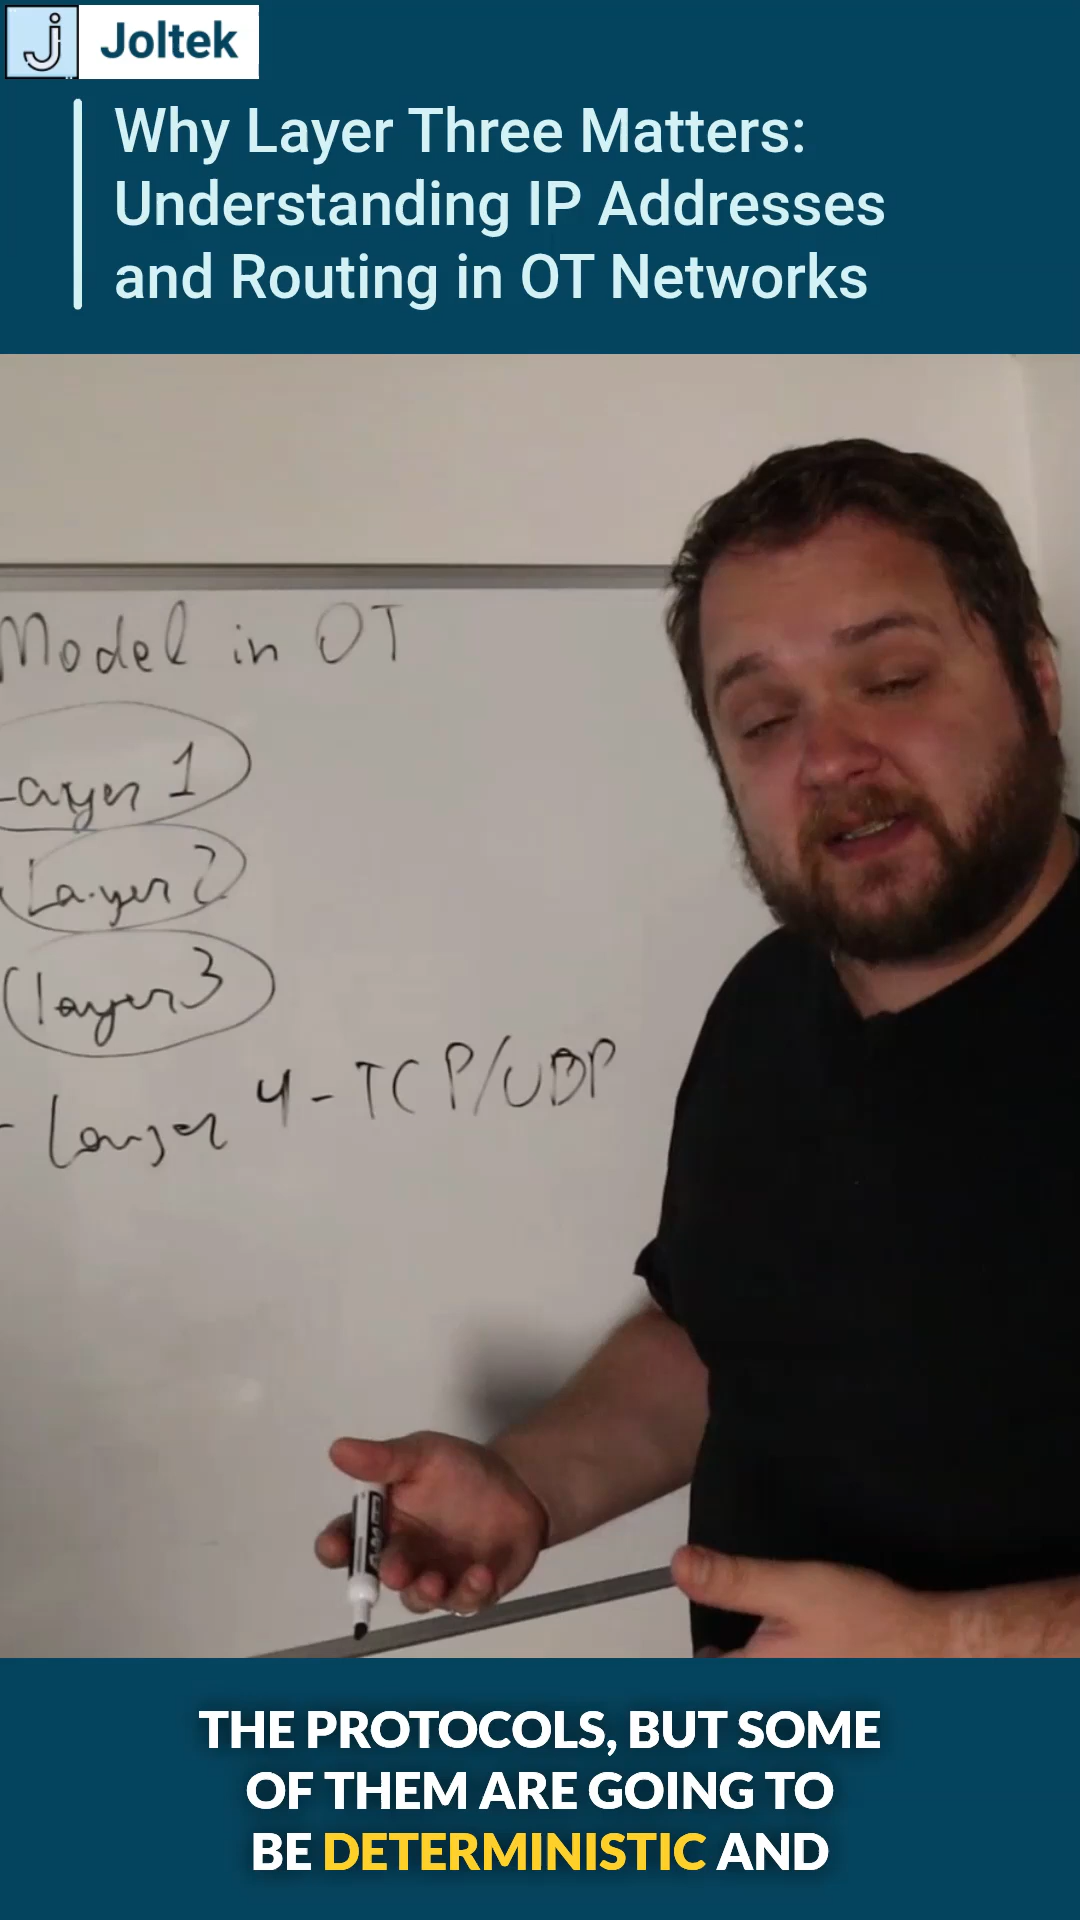 Joltek
Why Layer Three Matters:
Understanding IP Addresses
and Routing in OT Networks
Model in OT
Layer 1
Layer 2
Layer 3
- Layer 4 - TCP/UDP
THE PROTOCOLS, BUT SOME
OF THEM ARE GOING TO
BE DETERMINISTIC AND